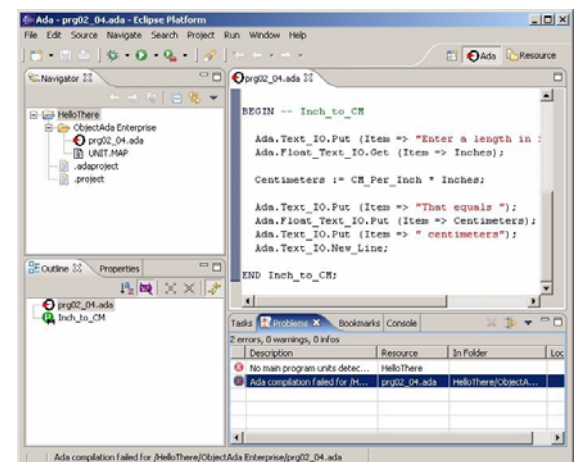 Ada - prg02_04.ada - Eclipse Platform
File Edit Source Navigate Search Project Run Window Help
Ada
Resource
Navigator
HelloThere
ObjectAda Enterprise
prg02_04.ada
UNIT.MAP
.adaproject
.project
prg02_04.ada
BEGIN -- Inch_to_CM
Ada.Text_IO.Put (Item => "Enter a length in
Ada.Float_Text_IO.Get (Item => Inches);
Centimeters := CM_Per_Inch * Inches;
Ada.Text_IO.Put (Item => "That equals ");
Ada.Float_Text_IO.Put (Item => Centimeters);
Ada.Text_IO.Put (Item => " centimeters");
Ada.Text_IO.New_Line;
END Inch_to_CM;
Outline Properties
prg02_04.ada
Inch_to_CM
Tasks Problems Bookmarks Console
2 errors, 0 warnings, 0 infos
Description Resource In Folder Loc
No main program units detec... HelloThere
Ada compilation failed for /H... prg02_04.ada HelloThere/ObjectA...
Ada compilation failed for /HelloThere/ObjectAda Enterprise/prg02_04.ada